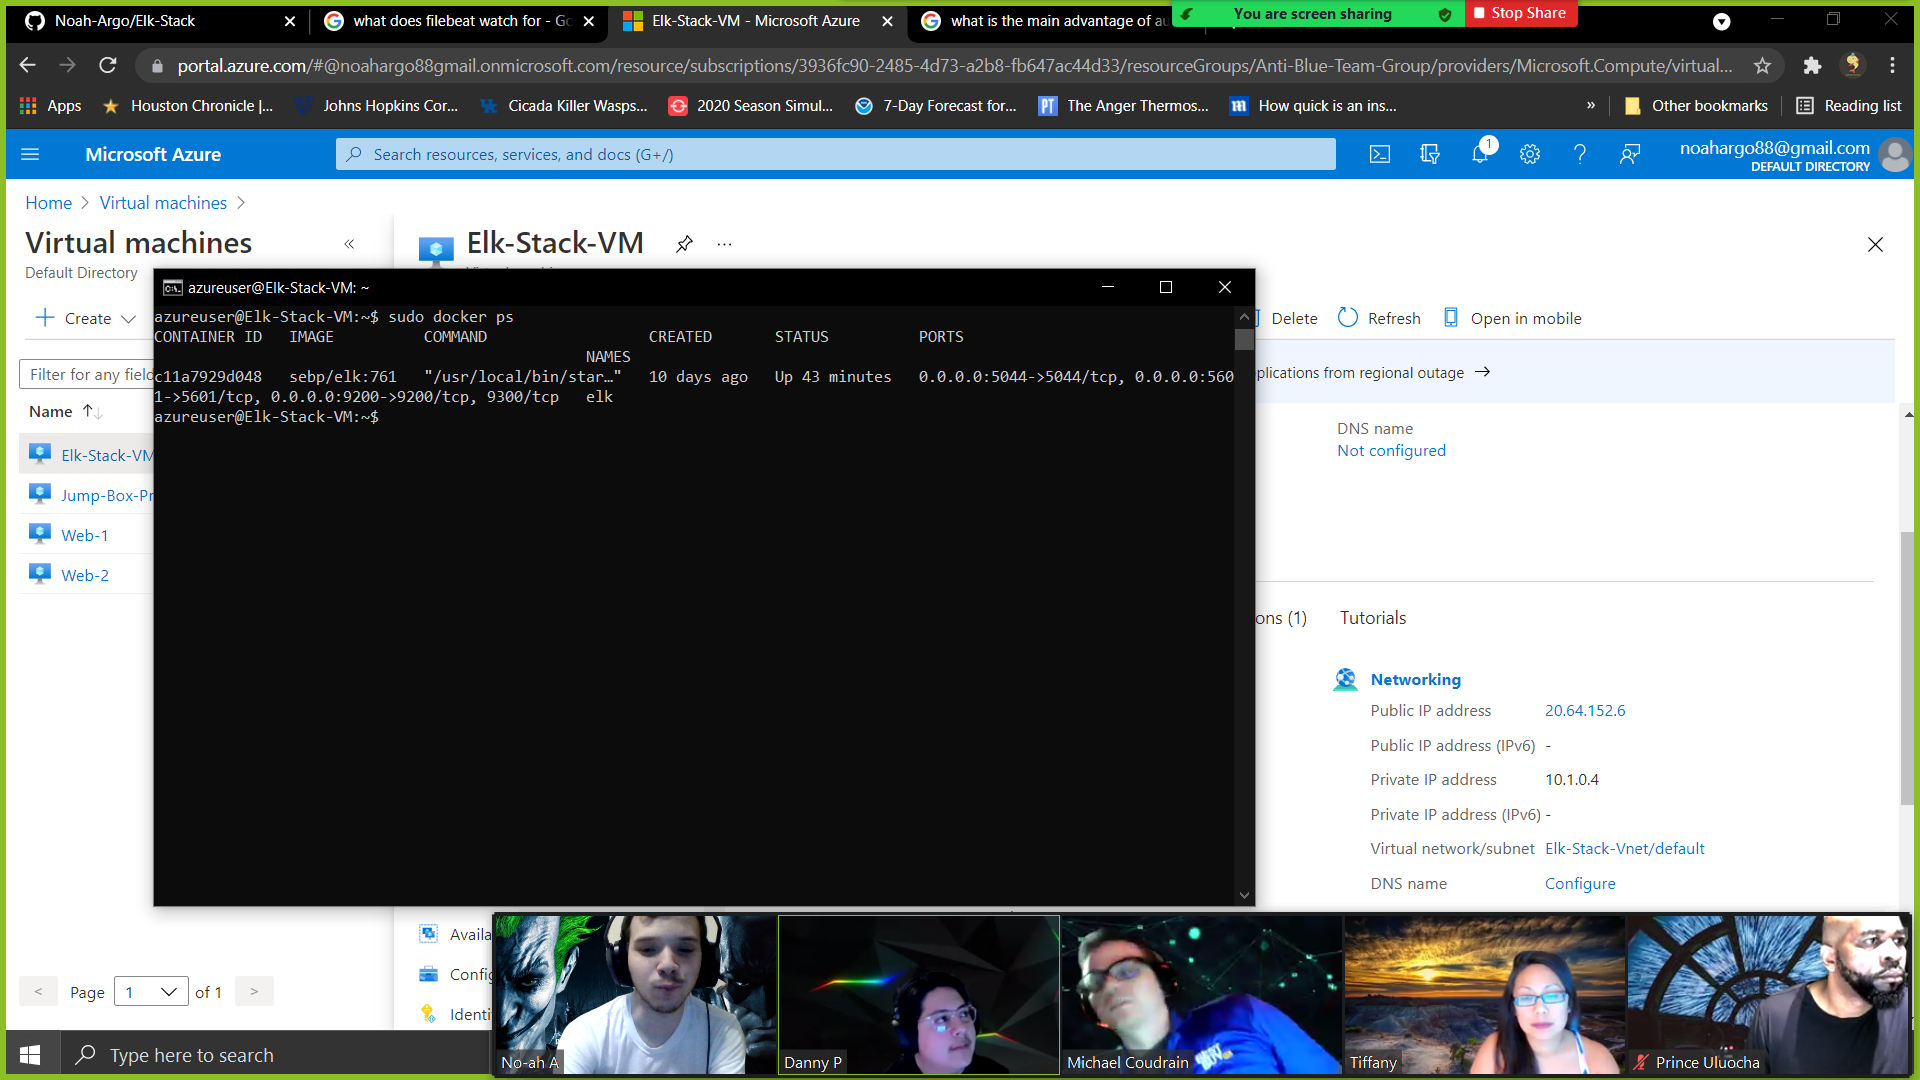 Noah-Argo/Elk-Stack
what does filebeat watch for - Go
Elk-Stack-VM - Microsoft Azure
what is the main advantage of au
You are screen sharing
Stop Share
portal.azure.com/#@noahargo88gmail.onmicrosoft.com/resource/subscriptions/3936fc90-2485-4d73-a2b8-fb647ac44d33/resourceGroups/Anti-Blue-Team-Group/providers/Microsoft.Compute/virtual...
Apps
Houston Chronicle |...
Johns Hopkins Cor...
Cicada Killer Wasps...
2020 Season Simul...
7-Day Forecast for...
PT
The Anger Thermos...
m
How quick is an ins...
»
Other bookmarks
Reading list
Microsoft Azure
Search resources, services, and docs (G+/)
1
noahargo88@gmail.com
DEFAULT DIRECTORY
Home > Virtual machines >
Virtual machines
«
Default Directory
Elk-Stack-VM
...
Create
Delete
Refresh
Open in mobile
Filter for any field
plications from regional outage →
Name ↑↓
Elk-Stack-VM
Jump-Box-Pr
Web-1
Web-2
azureuser@Elk-Stack-VM: ~
azureuser@Elk-Stack-VM:~$ sudo docker ps
CONTAINER ID IMAGE COMMAND CREATED STATUS PORTS
NAMES
c11a7929d048 sebp/elk:761 "/usr/local/bin/star…" 10 days ago Up 43 minutes 0.0.0.0:5044->5044/tcp, 0.0.0.0:560
1->5601/tcp, 0.0.0.0:9200->9200/tcp, 9300/tcp elk
azureuser@Elk-Stack-VM:~$
DNS name
Not configured
ons (1)
Tutorials
Networking
Public IP address 20.64.152.6
Public IP address (IPv6) -
Private IP address 10.1.0.4
Private IP address (IPv6) -
Virtual network/subnet Elk-Stack-Vnet/default
DNS name Configure
Availa
Config
Identi
< Page 1 of 1 >
Type here to search
No-ah A
Danny P
Michael Coudrain
Tiffany
Prince Uluocha